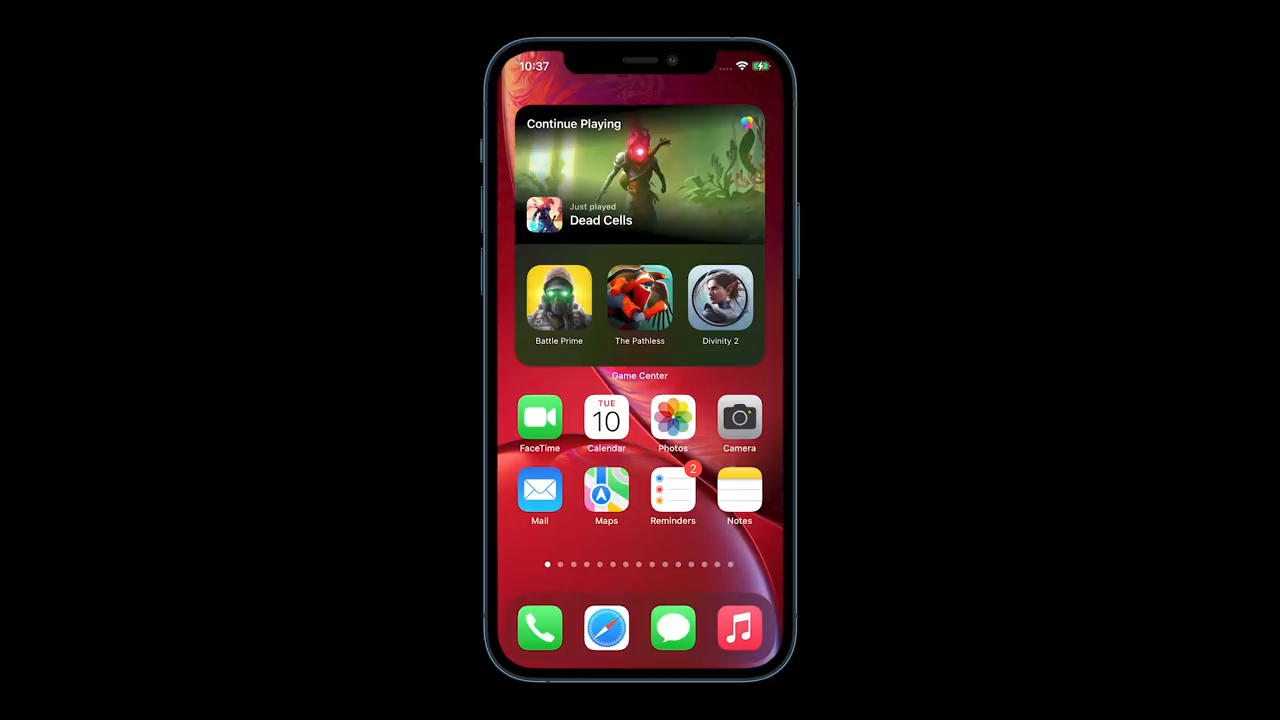 10:37
Continue Playing
Just played
Dead Cells
Battle Prime
The Pathless
Divinity 2
Game Center
TUE
10
FaceTime
Calendar
Photos
Camera
2
Mail
Maps
Reminders
Notes